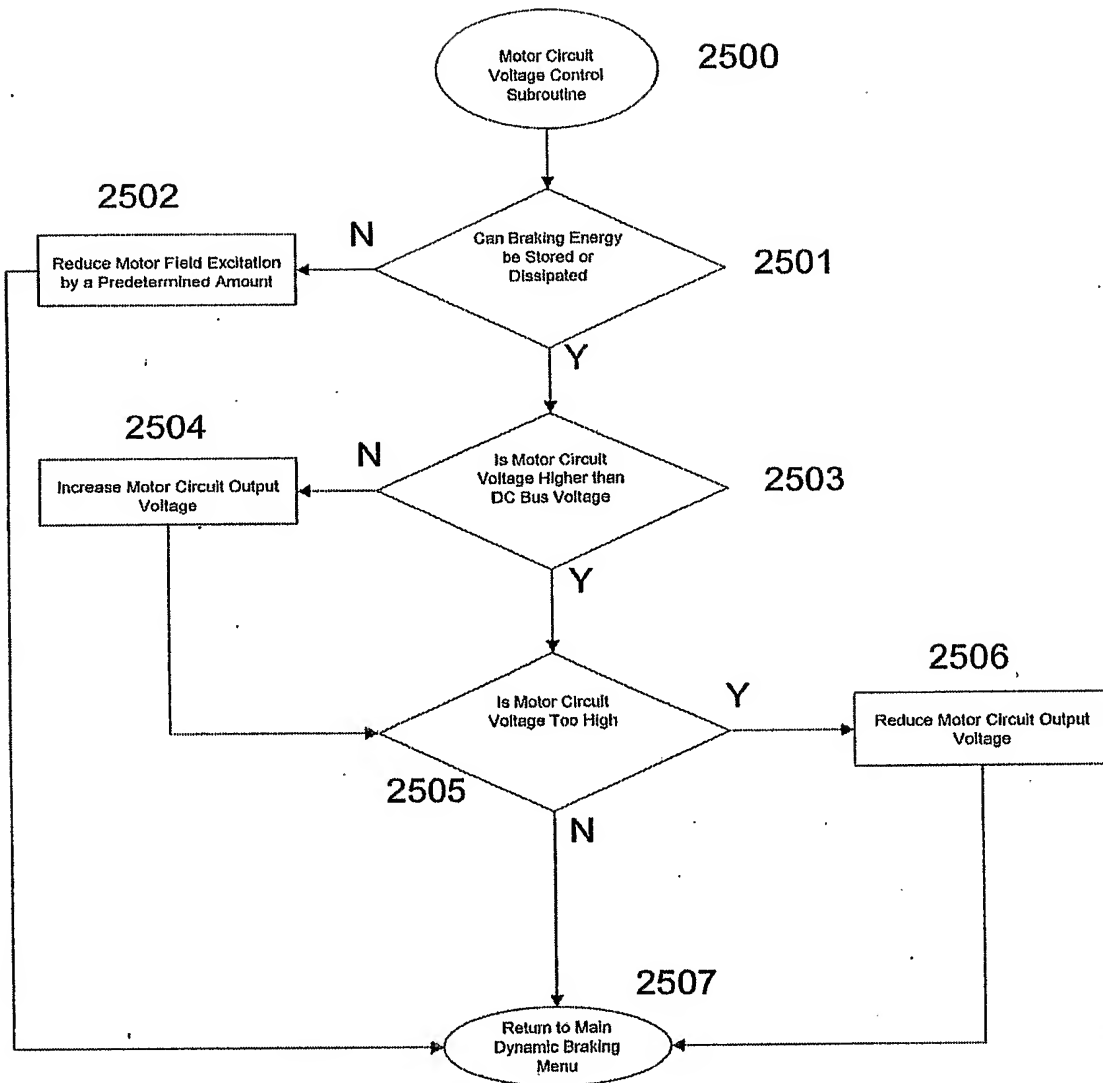 Motor Circuit
Voltage Control
Subroutine
2500
2502
N
Can Braking Energy
be Stored or
Dissipated
2501
Reduce Motor Field Excitation
by a Predetermined Amount
Y
2504
N
Is Motor Circuit
Voltage Higher than
DC Bus Voltage
2503
Increase Motor Circuit Output
Voltage
Y
2506
Is Motor Circuit
Voltage Too High
Y
Reduce Motor Circuit Output
Voltage
2505
N
2507
Return to Main
Dynamic Braking
Menu